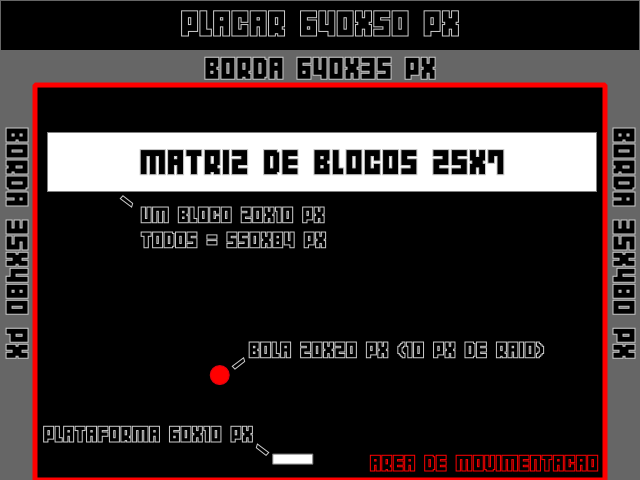 PLACAR 640X50 PX
BORDA 640X35 PX
BORDA 35X480 PX
BORDA 35X480 PX
MATRIZ DE BLOCOS 25X7
UM BLOCO 20X10 PX
TODOS = 550X84 PX
BOLA 20X20 PX (10 PX DE RAIO)
PLATAFORMA 60X10 PX
AREA DE MOVIMENTACAO